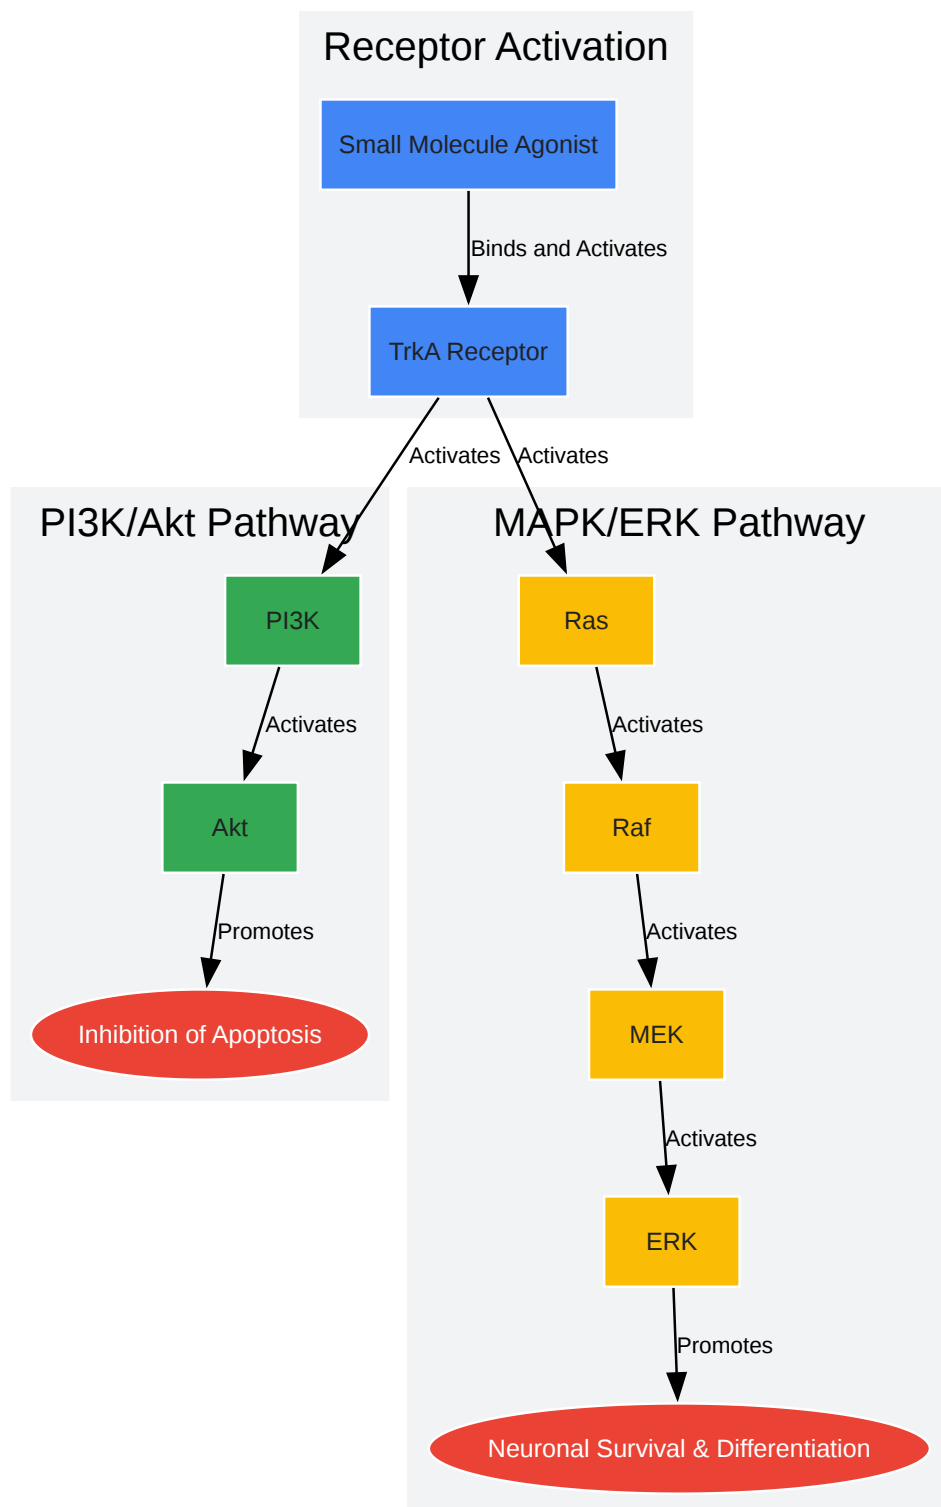 Receptor Activation
Small Molecule Agonist
Binds and Activates
TrkA Receptor
Activates
Activates
PI3K/Akt Pathway
PI3K
Activates
Akt
Promotes
Inhibition of Apoptosis
MAPK/ERK Pathway
Ras
Activates
Raf
Activates
MEK
Activates
ERK
Promotes
Neuronal Survival & Differentiation